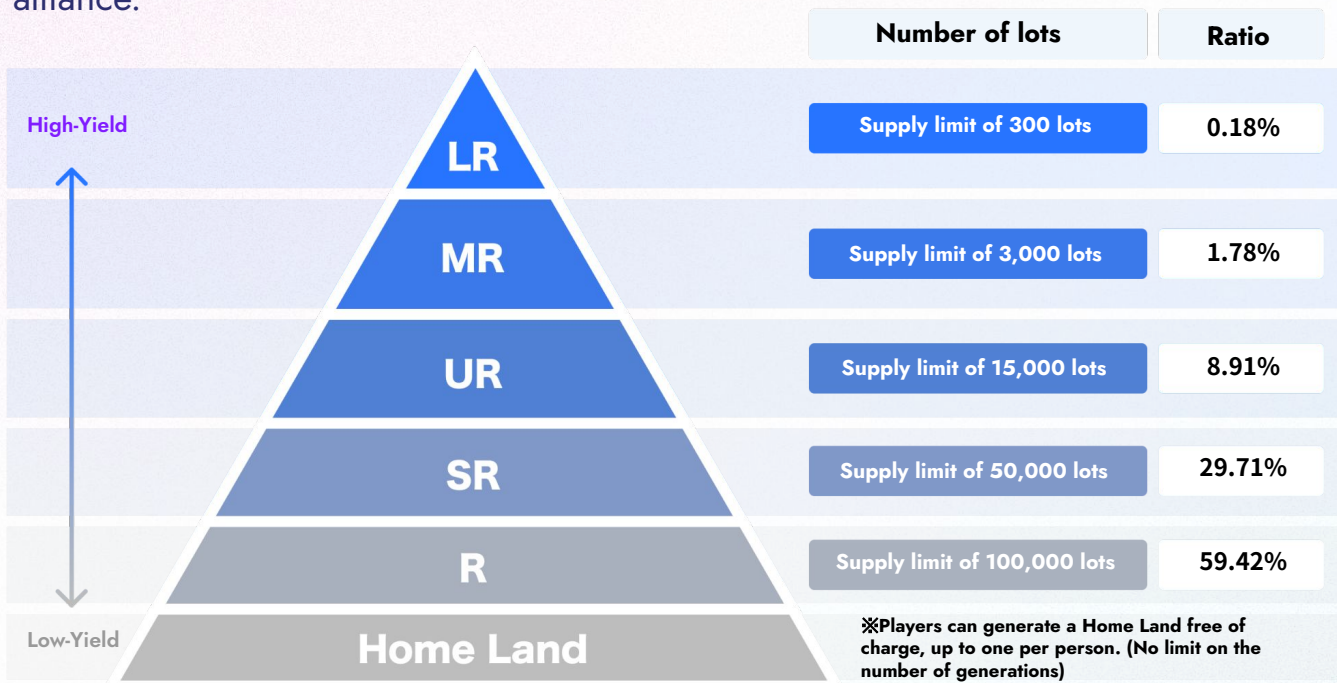 alliance.
Number of lots
Ratio
High-Yield
LR
Supply limit of 300 lots
0.18%
MR
Supply limit of 3,000 lots
1.78%
UR
Supply limit of 15,000 lots
8.91%
SR
Supply limit of 50,000 lots
29.71%
R
Supply limit of 100,000 lots
59.42%
Low-Yield
Home Land
※Players can generate a Home Land free of
charge, up to one per person. (No limit on the
number of generations)